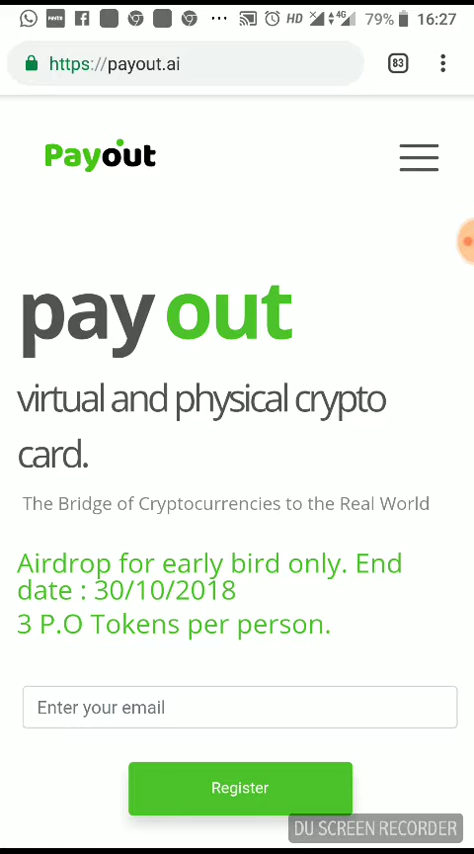 HD 4G 79% 16:27
https://payout.ai 83
Payout
pay out
virtual and physical crypto
card.
The Bridge of Cryptocurrencies to the Real World
Airdrop for early bird only. End
date : 30/10/2018
3 P.O Tokens per person.
Enter your email
Register
DU SCREEN RECORDER